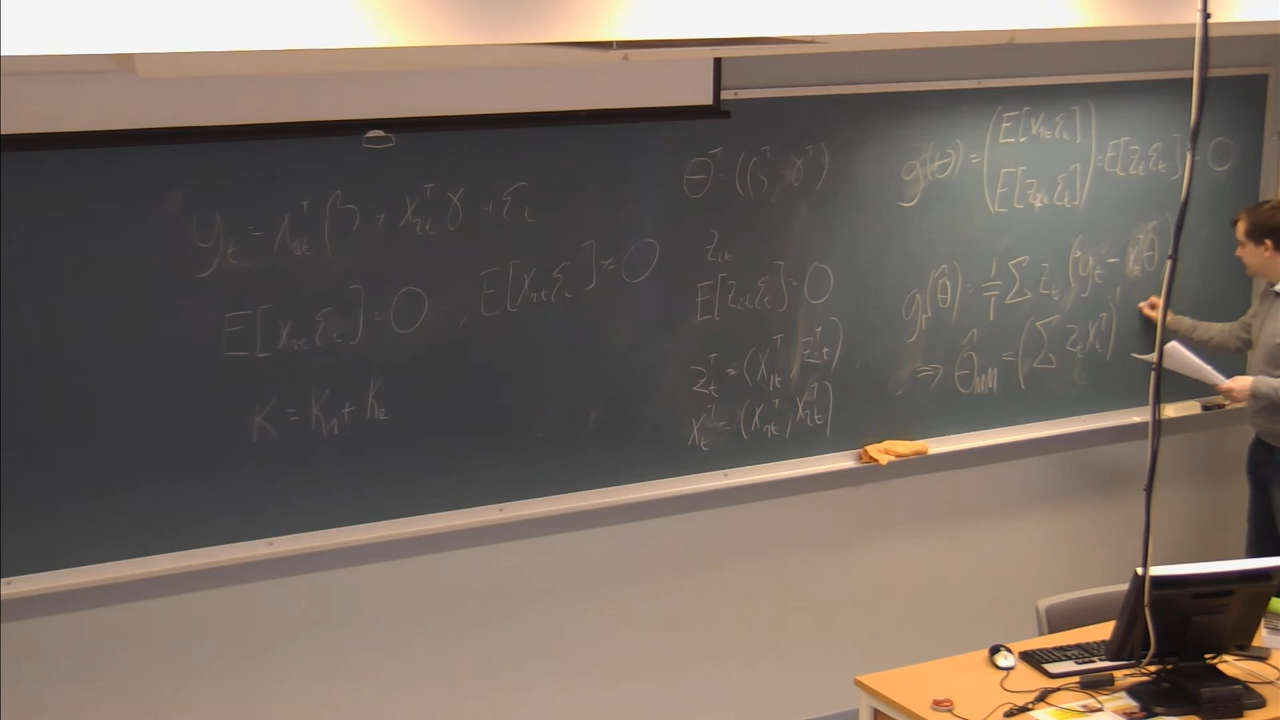 y_t = x_{1t}^T β + x_{2t}^T γ + ε_t
E[x_{1t} ε_t] = 0 , E[x_{2t} ε_t] ≠ 0
K = K_1 + K_2
θ^T = (β^T γ^T)
z_{2t}
E[z_{2t} ε_t] = 0
z_t^T = (x_{1t}^T, z_{2t}^T)
x_t^T = (x_{1t}^T, x_{2t}^T)
g(θ) = (E[x_{1t} ε_t] E[z_{2t} ε_t]) = E[z_t ε_t] = 0
g_T(θ̂) = 1/T Σ z_t (y_t - x_t^T θ̂)
⇒ θ̂_{MM} = (Σ z_t x_t^T)